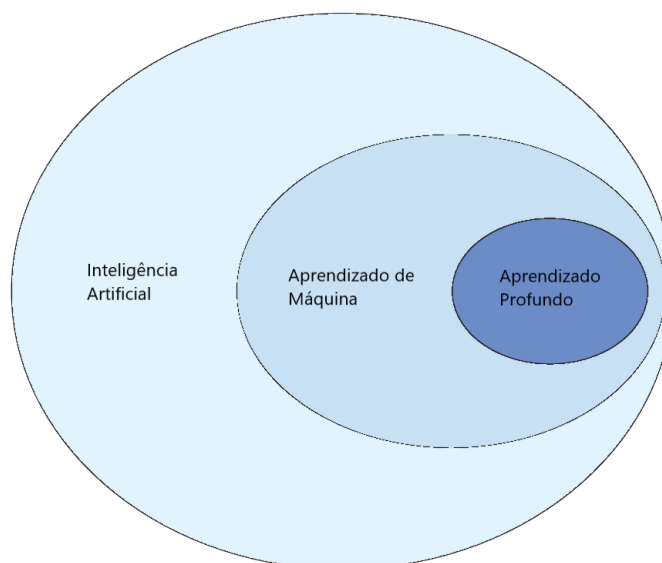 Inteligência
Artificial
Aprendizado de
Máquina
Aprendizado
Profundo